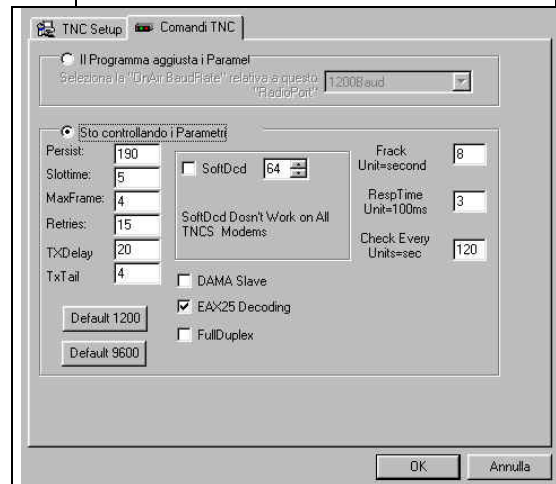 TNC Setup
Comandi TNC
Il Programma aggiusta i Paramel
Seleziona la "OnAir BaudRate" relativa a questo
"RadioPort"
1200Baud
Sto controllando i Parametri
Persist: 190
Slottime: 5
MaxFrame: 4
Retries: 15
TXDelay 20
TxTail 4
Default 1200
Default 9600
SoftDcd 64
SoftDcd Dosn't Work on All
TNCS Modems
DAMA Slave
EAX25 Decoding
FullDuplex
Frack
Unit=second 8
RespTime
Unit=100ms 3
Check Every
Units=sec 120
OK
Annulla